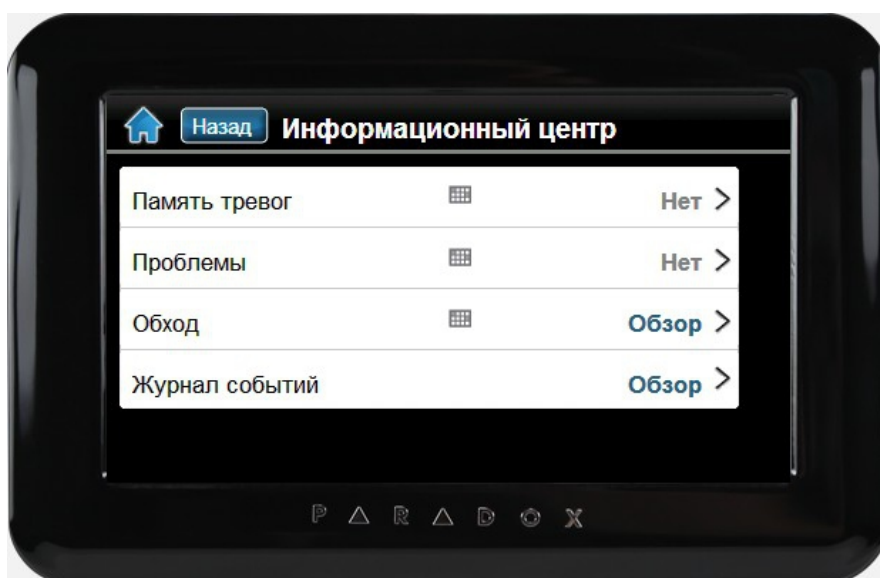 Назад Информационный центр
Память тревог Нет
Проблемы Нет
Обход Обзор
Журнал событий Обзор
PARADOX